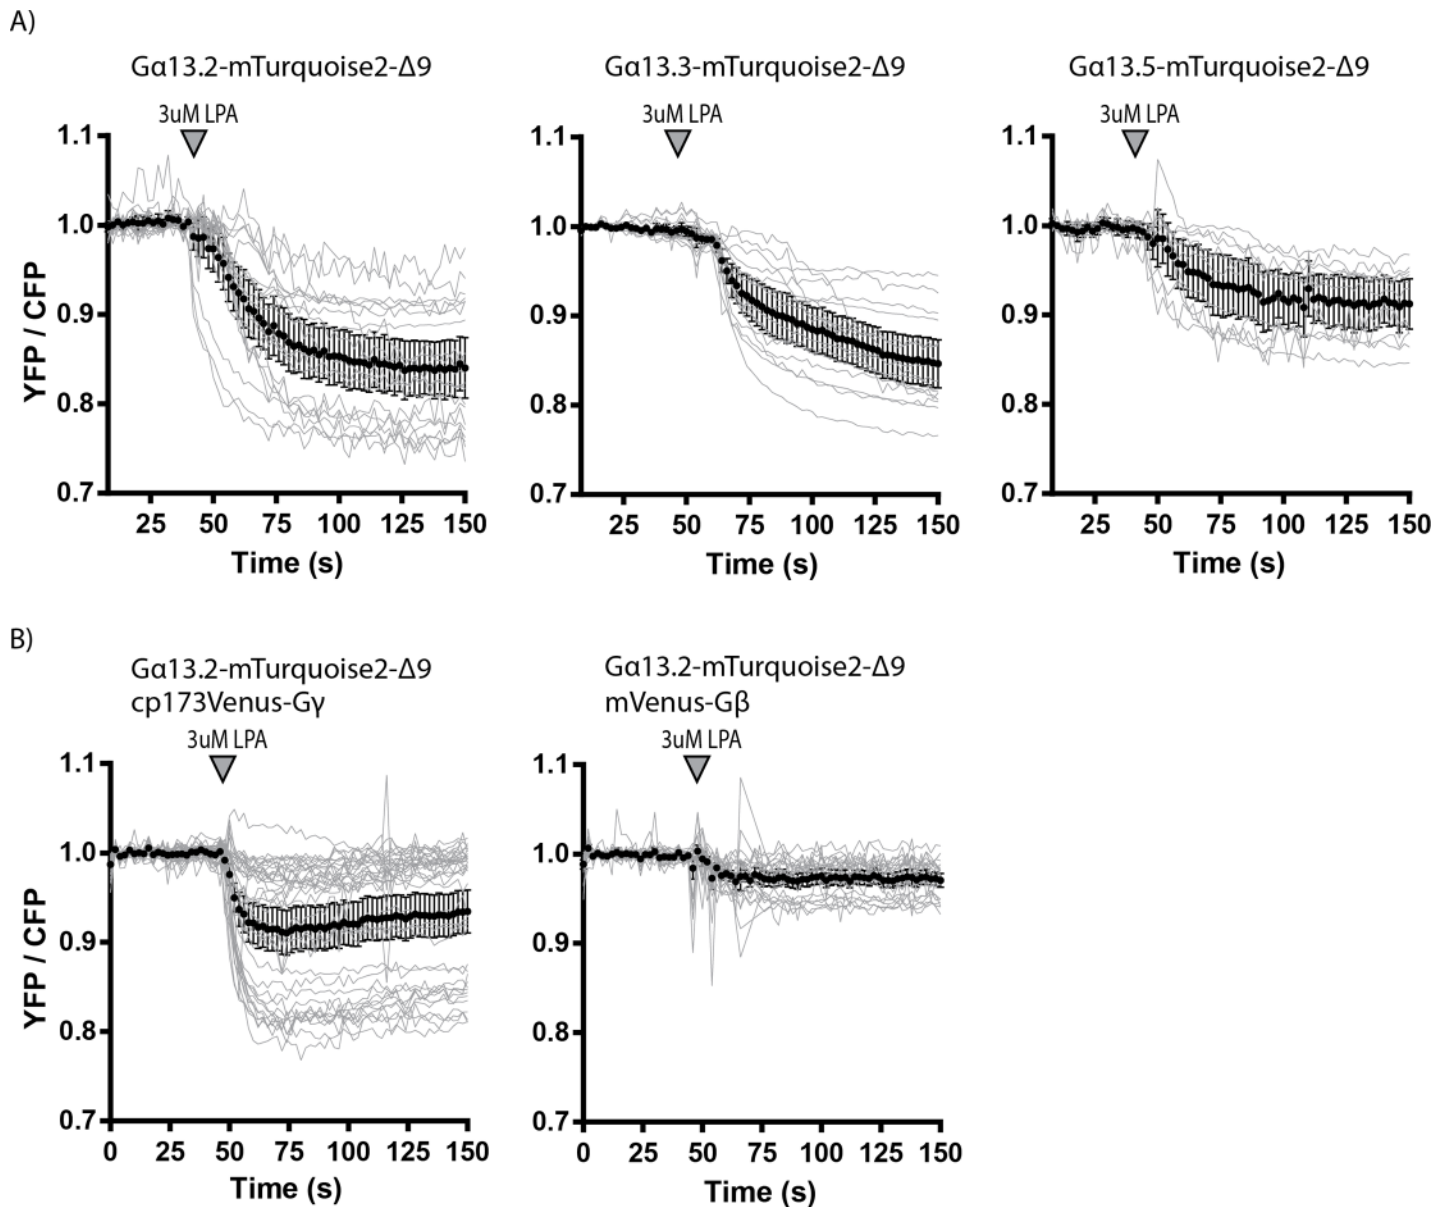 A)
Gα13.2-mTurquoise2-Δ9
3uM LPA
1.1
1.0
0.9
0.8
0.7
YFP / CFP
25 50 75 100 125 150
Time (s)
Gα13.3-mTurquoise2-Δ9
3uM LPA
1.1
1.0
0.9
0.8
0.7
25 50 75 100 125 150
Time (s)
Gα13.5-mTurquoise2-Δ9
3uM LPA
1.1
1.0
0.9
0.8
0.7
25 50 75 100 125 150
Time (s)
B)
Gα13.2-mTurquoise2-Δ9
cp173Venus-Gγ
3uM LPA
1.1
1.0
0.9
0.8
0.7
YFP / CFP
0 25 50 75 100 125 150
Time (s)
Gα13.2-mTurquoise2-Δ9
mVenus-Gβ
3uM LPA
1.1
1.0
0.9
0.8
0.7
0 25 50 75 100 125 150
Time (s)